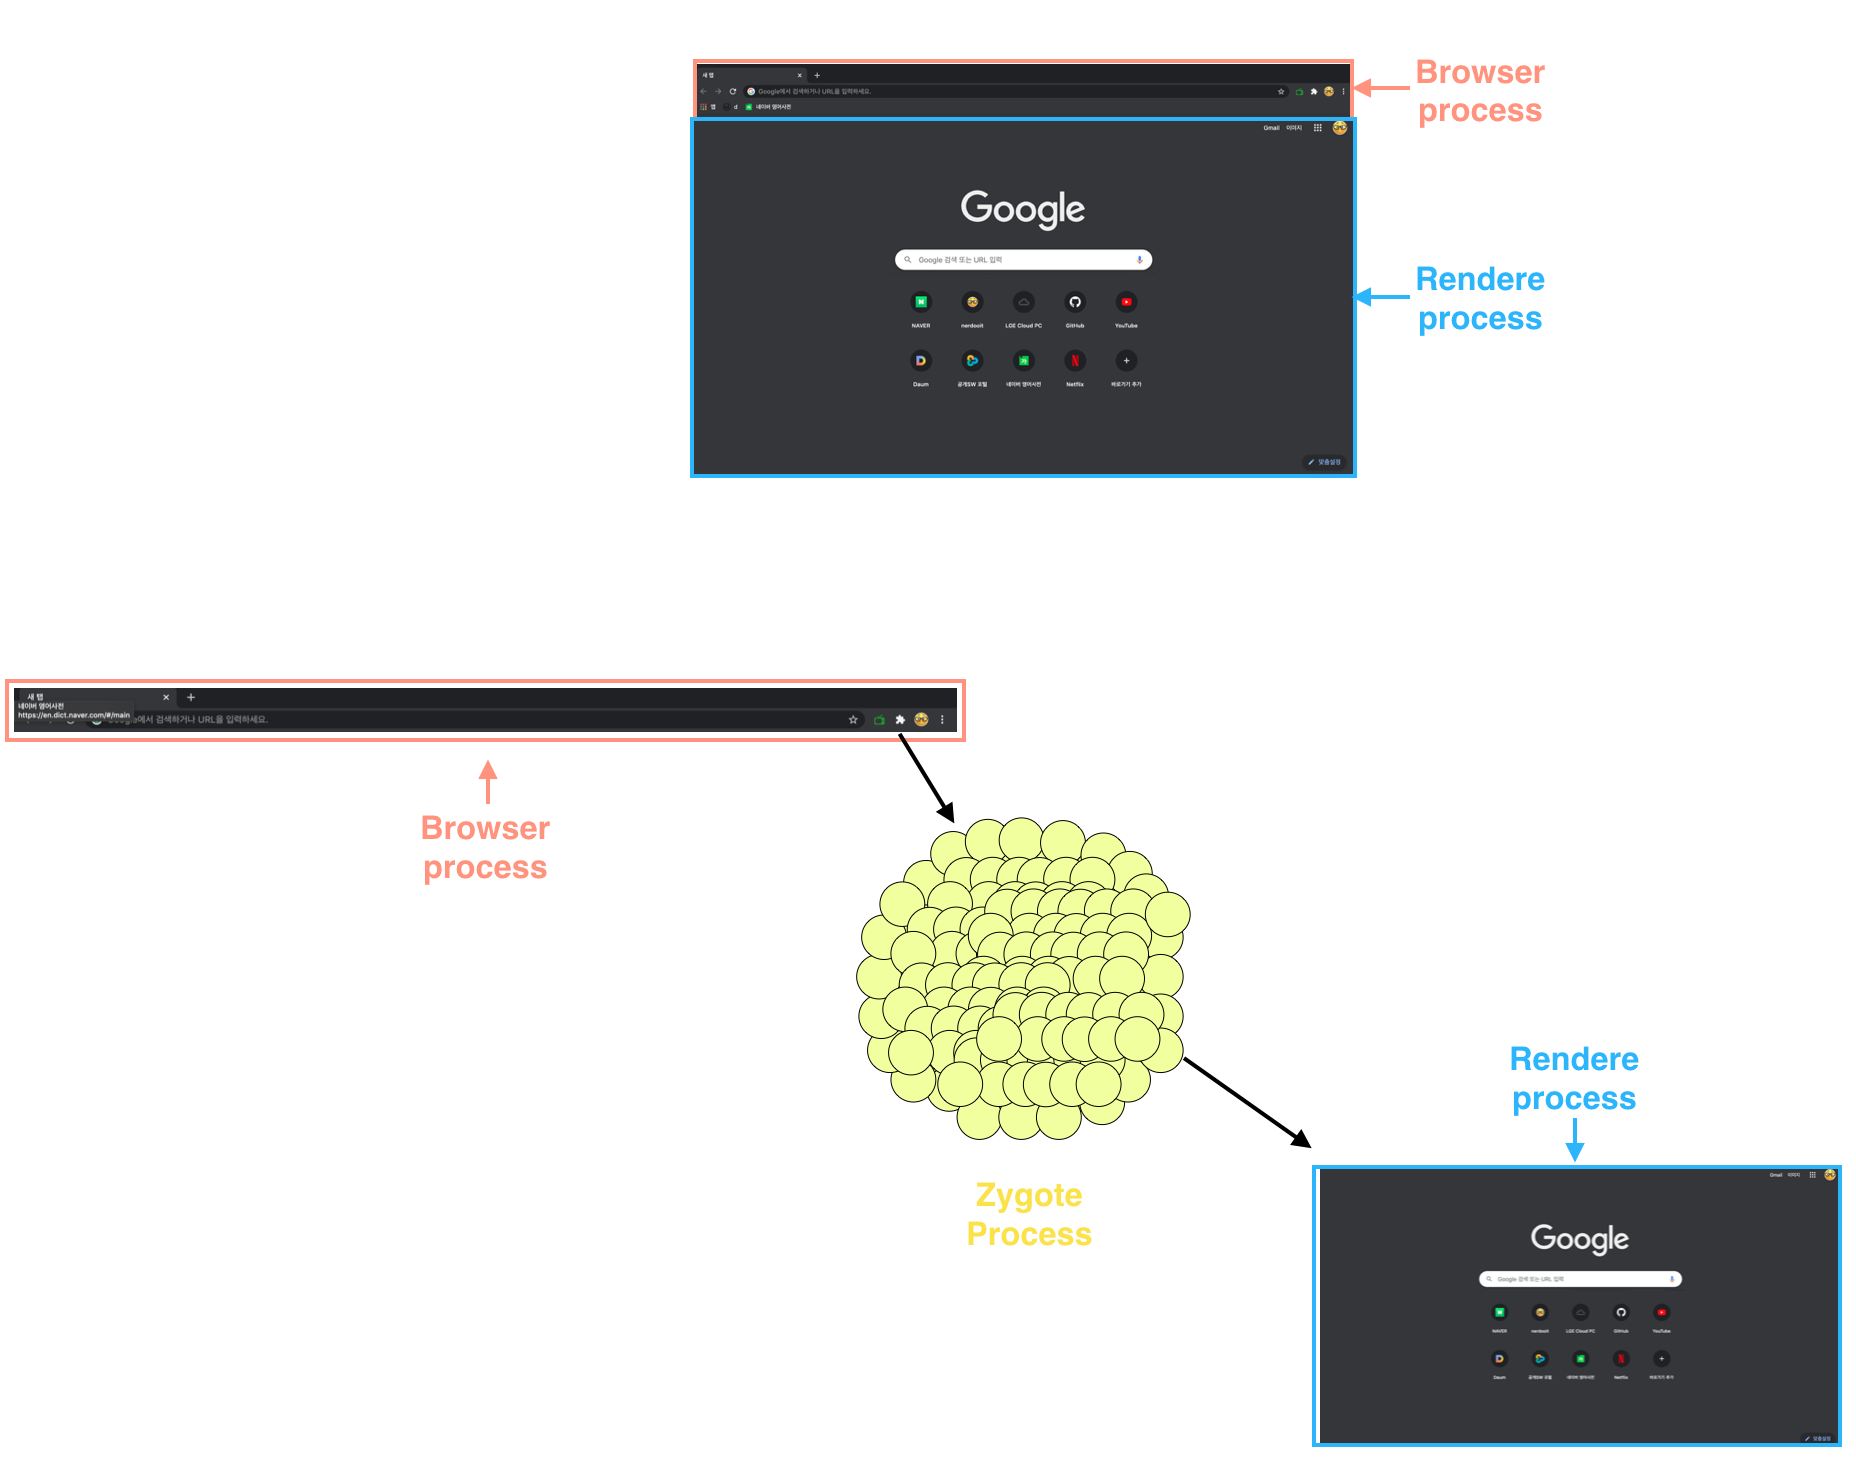 새 탭
Google에서 검색하거나 URL을 입력하세요.
앱 d 네이버 영어사전
Browser
process
Gmail 이미지
Google
Google 검색 또는 URL 입력
NAVER nerdooit LGE Cloud PC GitHub YouTube
Daum 공개SW 포털 네이버 영어사전 Netflix 바로가기 추가
맞춤설정
Rendere
process
새 탭
네이버 영어사전
https://en.dict.naver.com/#/main
에서 검색하거나 URL을 입력하세요.
Browser
process
Zygote
Process
Rendere
process
Gmail 이미지
Google
Google 검색 또는 URL 입력
NAVER nerdooit LGE Cloud PC GitHub YouTube
Daum 공개SW 포털 네이버 영어사전 Netflix 바로가기 추가
맞춤설정